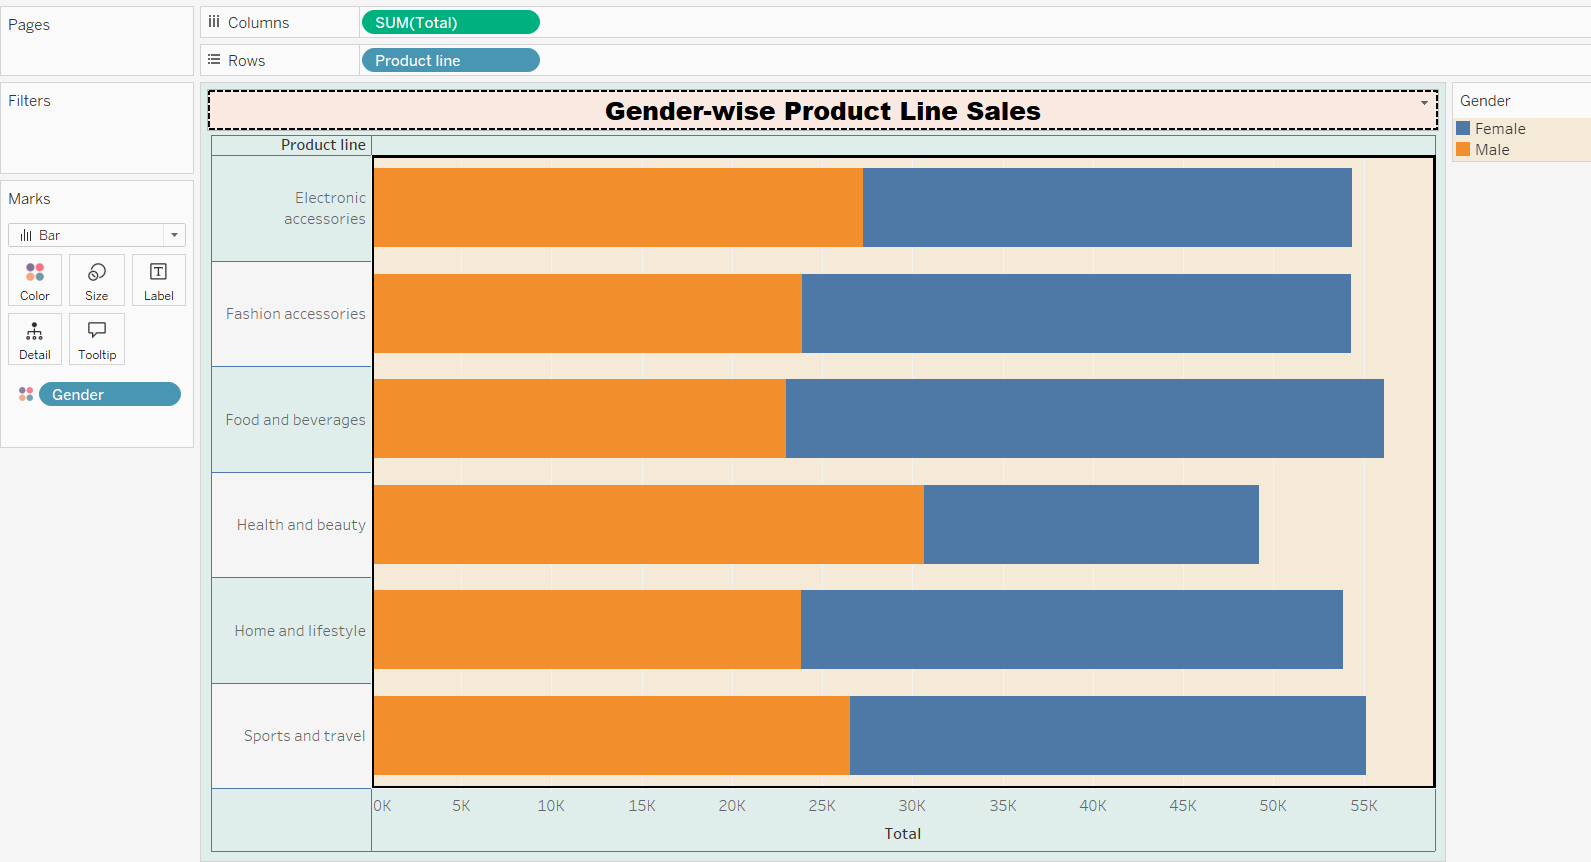 Pages
Columns
SUM(Total)
Rows
Product line
Filters
Marks
Bar
Color
Size
Label
Detail
Tooltip
Gender
Gender-wise Product Line Sales
Product line
Electronic
accessories
Fashion accessories
Food and beverages
Health and beauty
Home and lifestyle
Sports and travel
0K 5K 10K 15K 20K 25K 30K 35K 40K 45K 50K 55K
Total
Gender
Female
Male